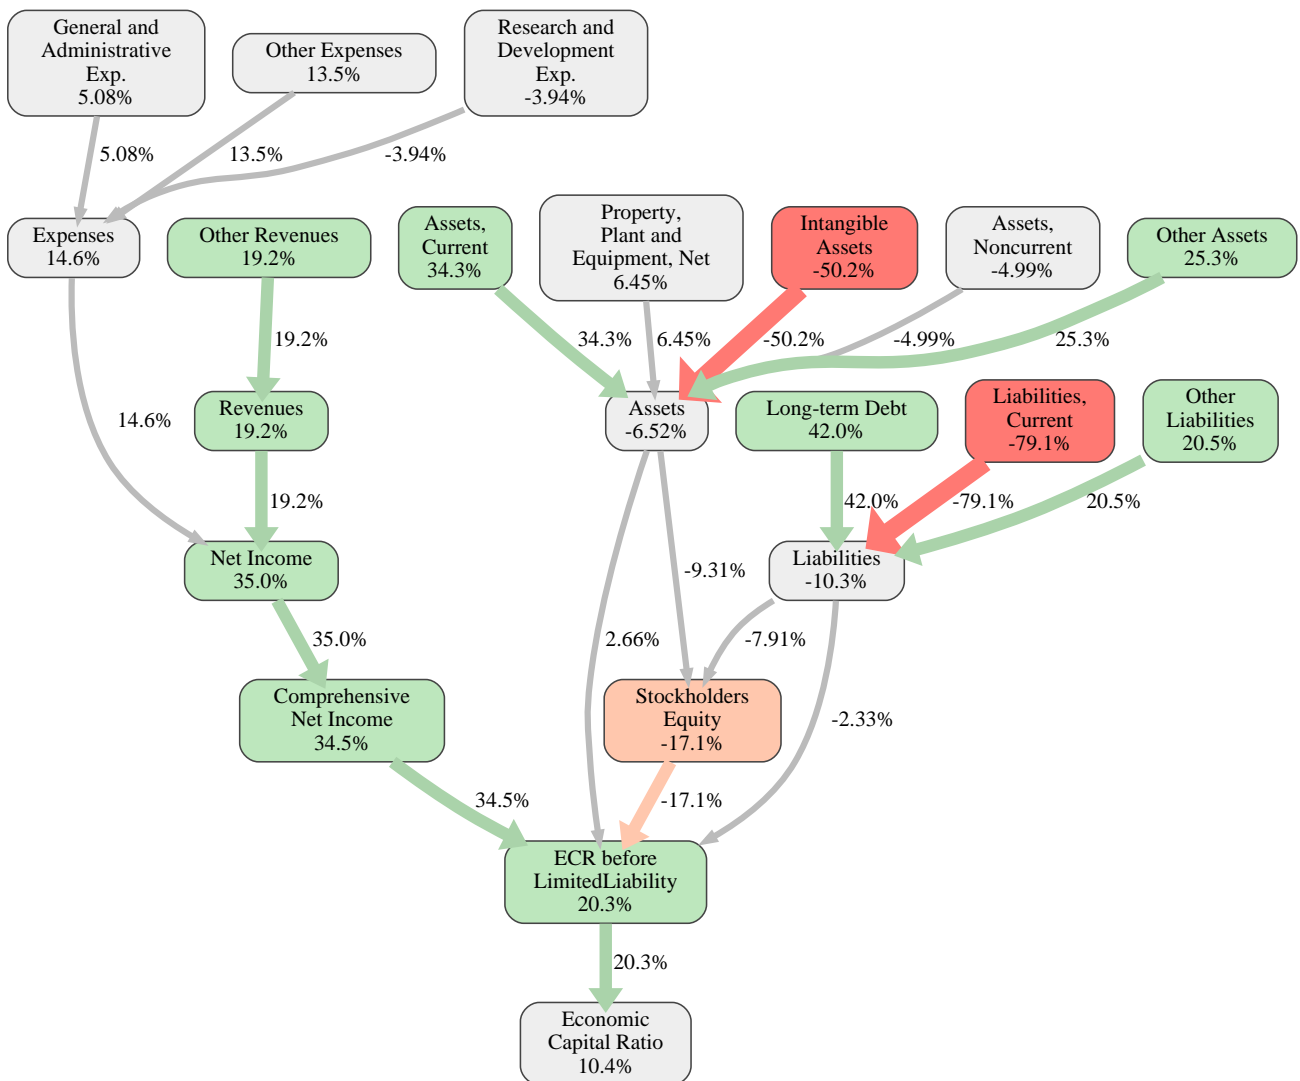 General and
Administrative
Exp.
5.08%
Other Expenses
13.5%
Research and
Development
Exp.
-3.94%
5.08%
13.5%
-3.94%
Expenses
14.6%
Other Revenues
19.2%
Assets,
Current
34.3%
Property,
Plant and
Equipment, Net
6.45%
Intangible
Assets
-50.2%
Assets,
Noncurrent
-4.99%
Other Assets
25.3%
19.2%
34.3%
6.45%
-50.2%
-4.99%
25.3%
14.6%
Revenues
19.2%
Assets
-6.52%
Long-term Debt
42.0%
Liabilities,
Current
-79.1%
Other
Liabilities
20.5%
19.2%
42.0%
-79.1%
20.5%
Net Income
35.0%
-9.31%
Liabilities
-10.3%
35.0%
2.66%
-7.91%
-2.33%
Comprehensive
Net Income
34.5%
Stockholders
Equity
-17.1%
34.5%
-17.1%
ECR before
LimitedLiability
20.3%
20.3%
Economic
Capital Ratio
10.4%